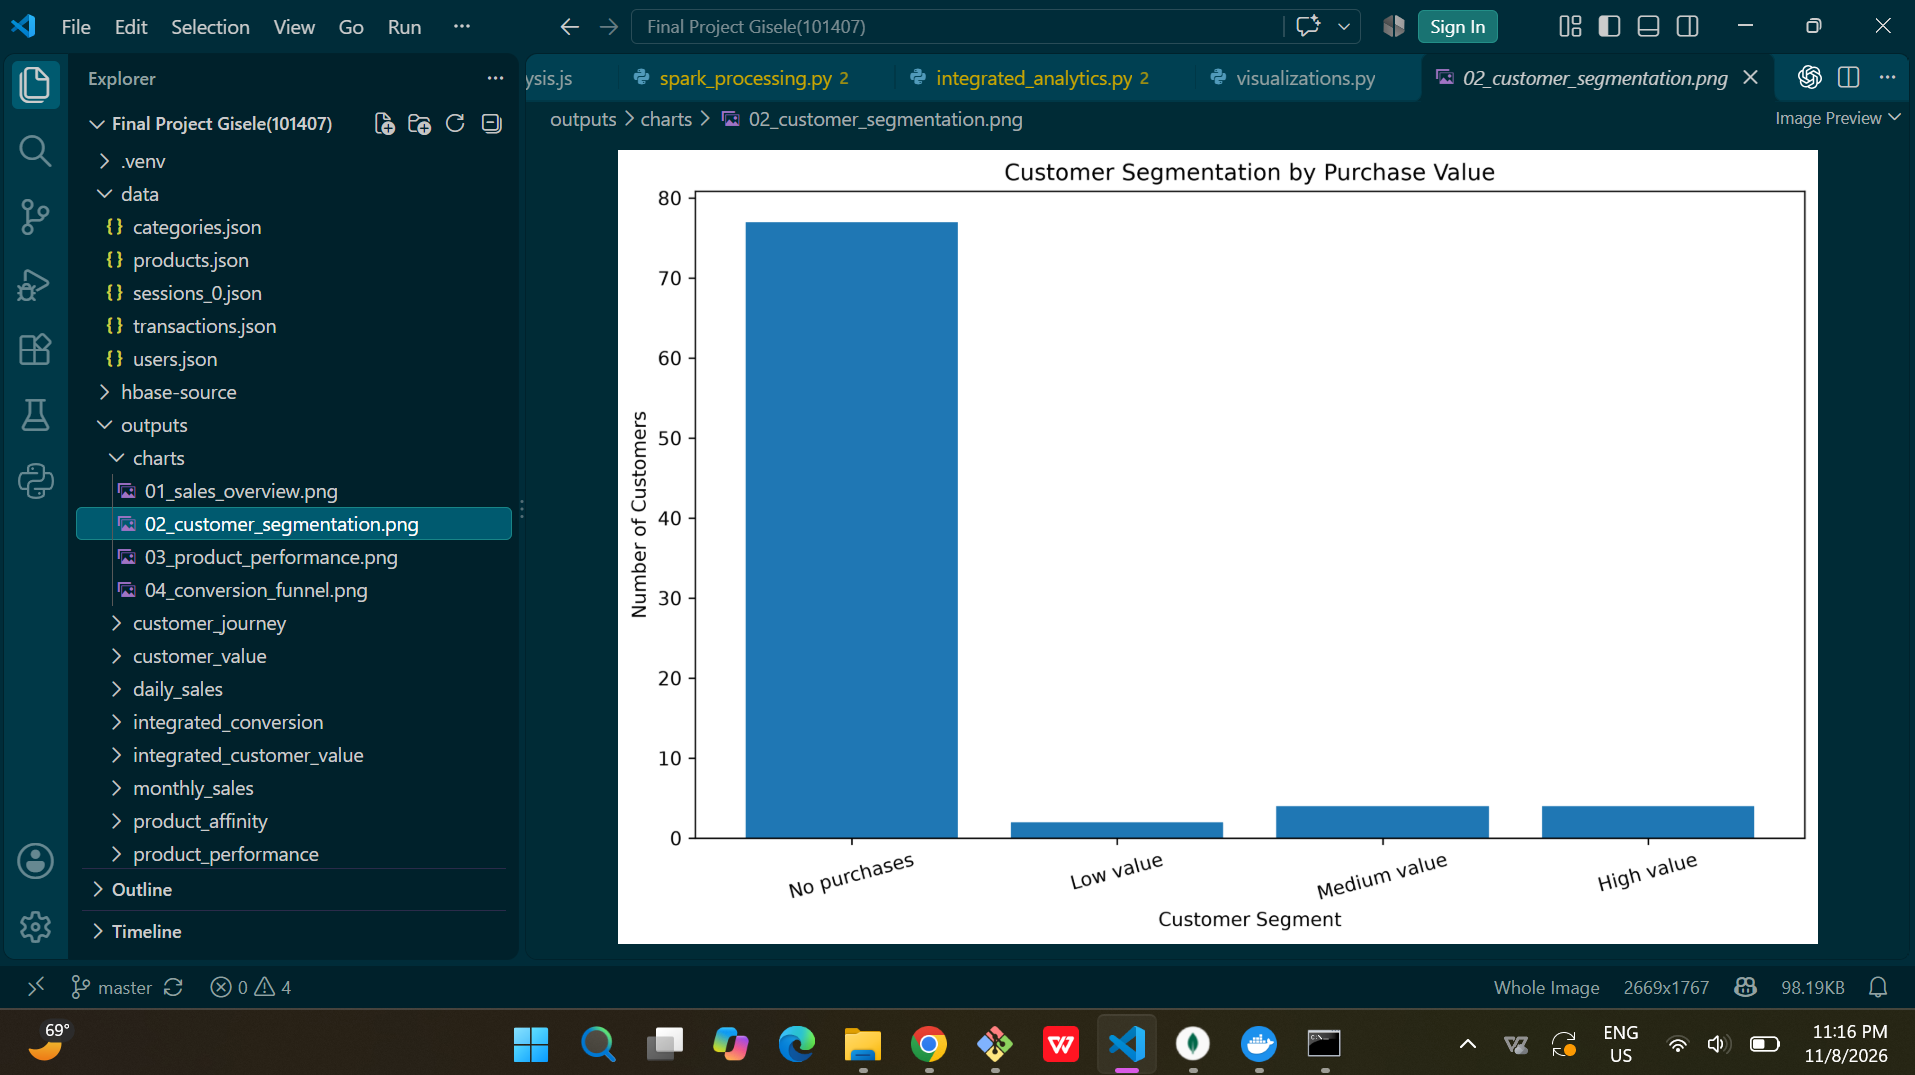 File Edit Selection View Go Run ···
Final Project Gisele(101407)
Sign In
Explorer
ysis.js
spark_processing.py 2
integrated_analytics.py 2
visualizations.py
02_customer_segmentation.png
outputs > charts > 02_customer_segmentation.png
Image Preview
Final Project Gisele(101407)
.venv
data
{} categories.json
{} products.json
{} sessions_0.json
{} transactions.json
{} users.json
hbase-source
outputs
charts
01_sales_overview.png
02_customer_segmentation.png
03_product_performance.png
04_conversion_funnel.png
customer_journey
customer_value
daily_sales
integrated_conversion
integrated_customer_value
monthly_sales
product_affinity
product_performance
Outline
Timeline
Customer Segmentation by Purchase Value
80
70
60
50
40
30
20
10
0
Number of Customers
No purchases
Low value
Medium value
High value
Customer Segment
master
0
4
Whole Image
2669x1767
98.19KB
69°
ENG
US
11:16 PM
11/8/2026